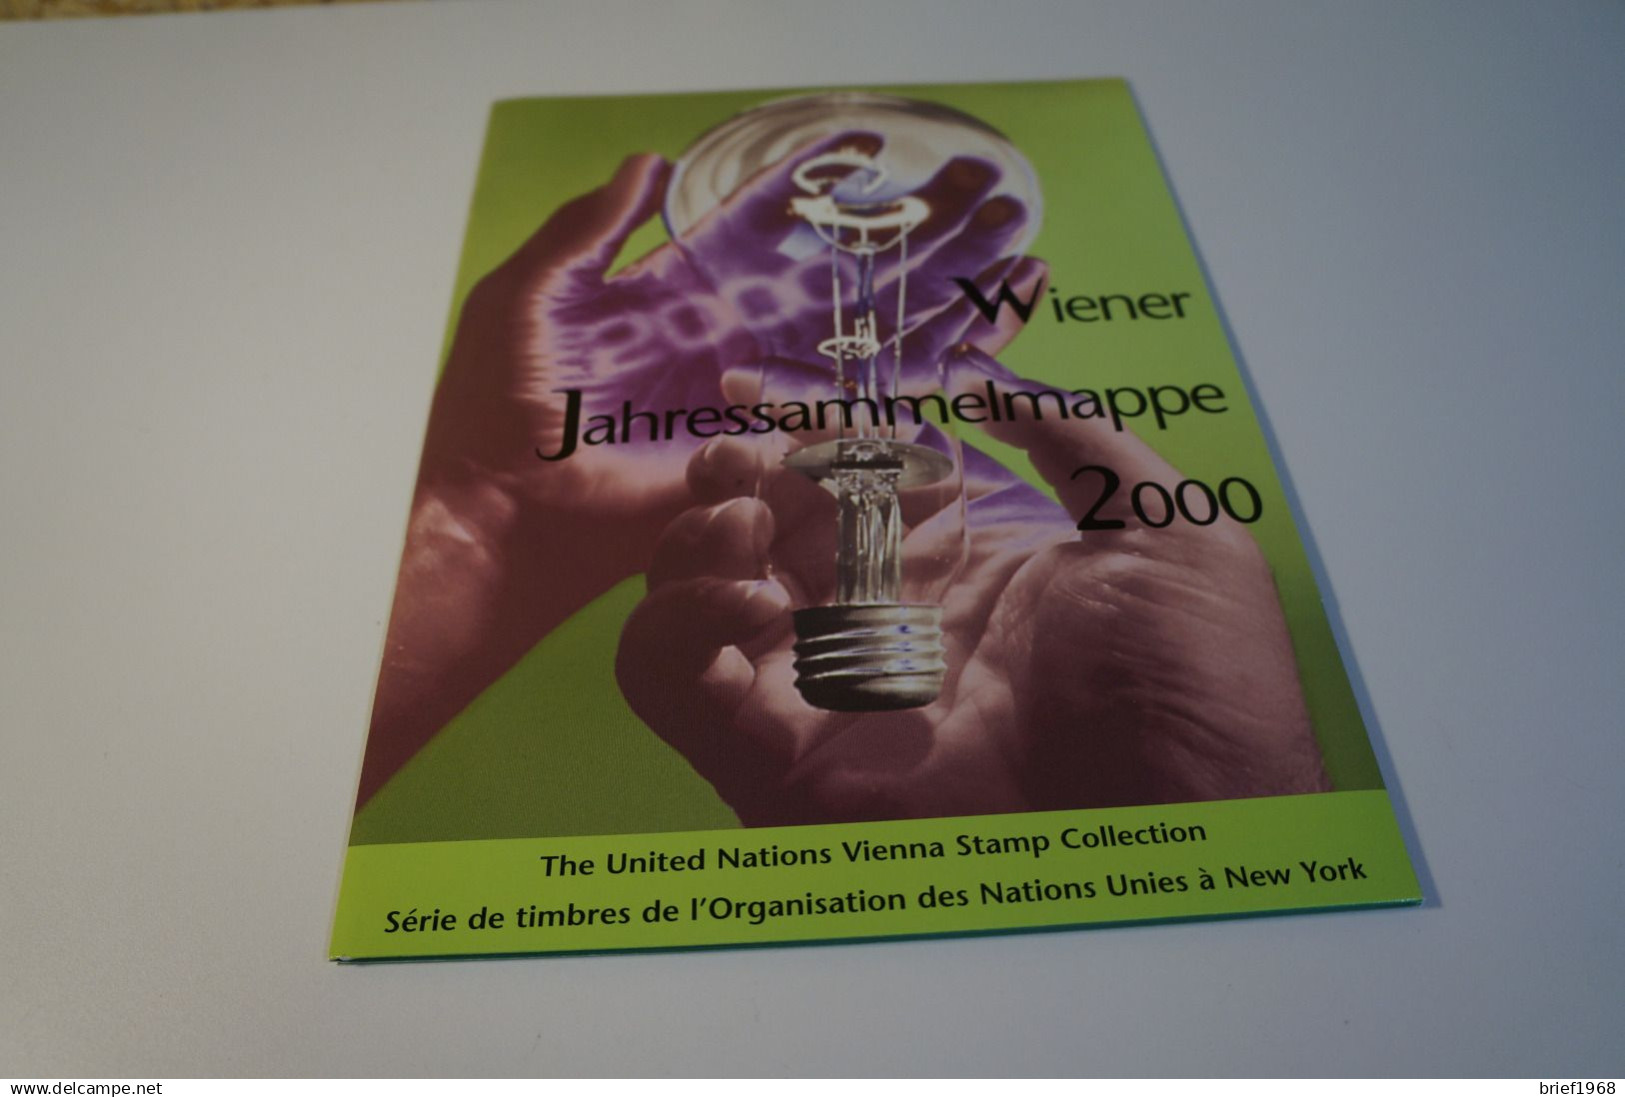 Wiener
Jahressammelmappe
2000
The United Nations Vienna Stamp Collection
Série de timbres de l'Organisation des Nations Unies à New York
www.delcampe.net
brief1968